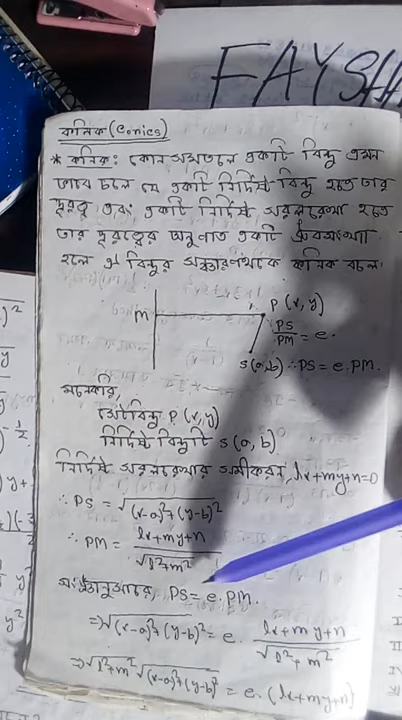 FAYSHA
কনিক (Conics)
* কনিক: কোন সমতলে একটি বিন্দু এমন
ভাবে চলে যে একটি নির্দিষ্ট বিন্দু হতে তার
দূরত্ব এবং একটি নির্দিষ্ট সরলরেখা হতে
তার দূরত্বের অনুপাত একটি ধ্রুবসংখ্যা
হলে ঐ বিন্দুর সঞ্চারপথকে কনিক বলে।
M P (x, y)
PS/PM = e.
S(a, b) ∴ PS = e. PM.
মনেকরি,
P (x, y)
নির্দিষ্ট বিন্দুটি S (a, b)
নির্দিষ্ট সরলরেখার সমীকরণ, lx+my+n=0
∴ PS = √(x-a)²+(y-b)²
∴ PM = lx+my+n/√l²+m²
PS = e. PM.
⇒ √(x-a)²+(y-b)² = e. lx+my+n/√l²+m²
⇒ √l²+m² √(x-a)²+(y-b)² = e. (lx+my+n)